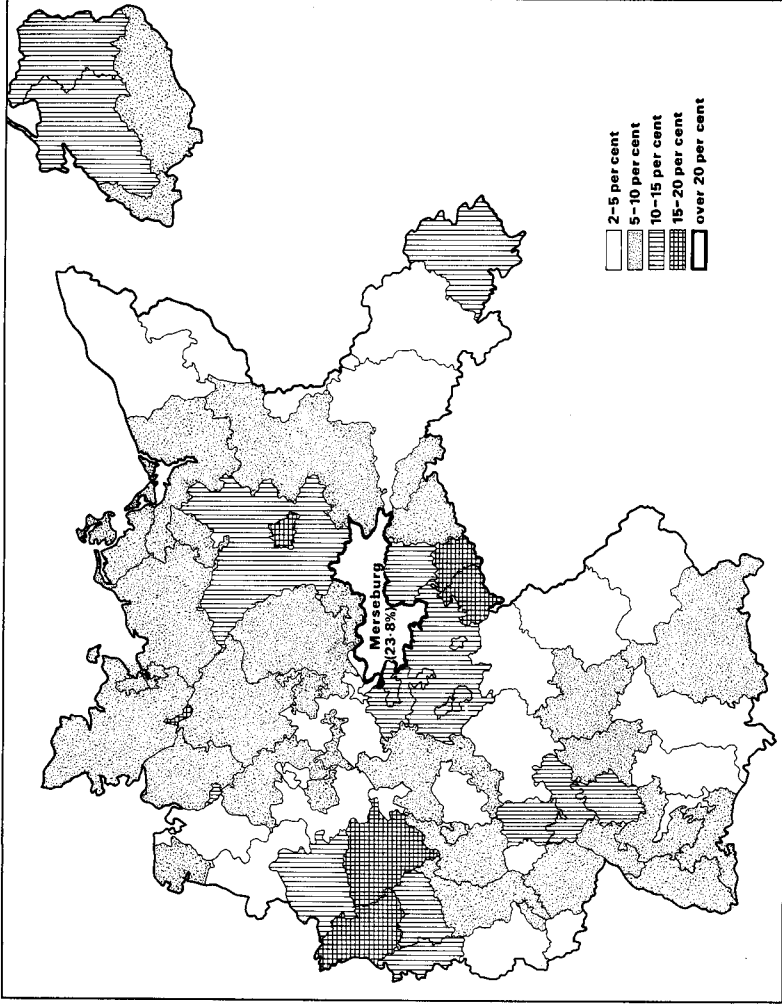 Merseburg
(23·8%)
2–5 per cent
5–10 per cent
10–15 per cent
15–20 per cent
over 20 per cent